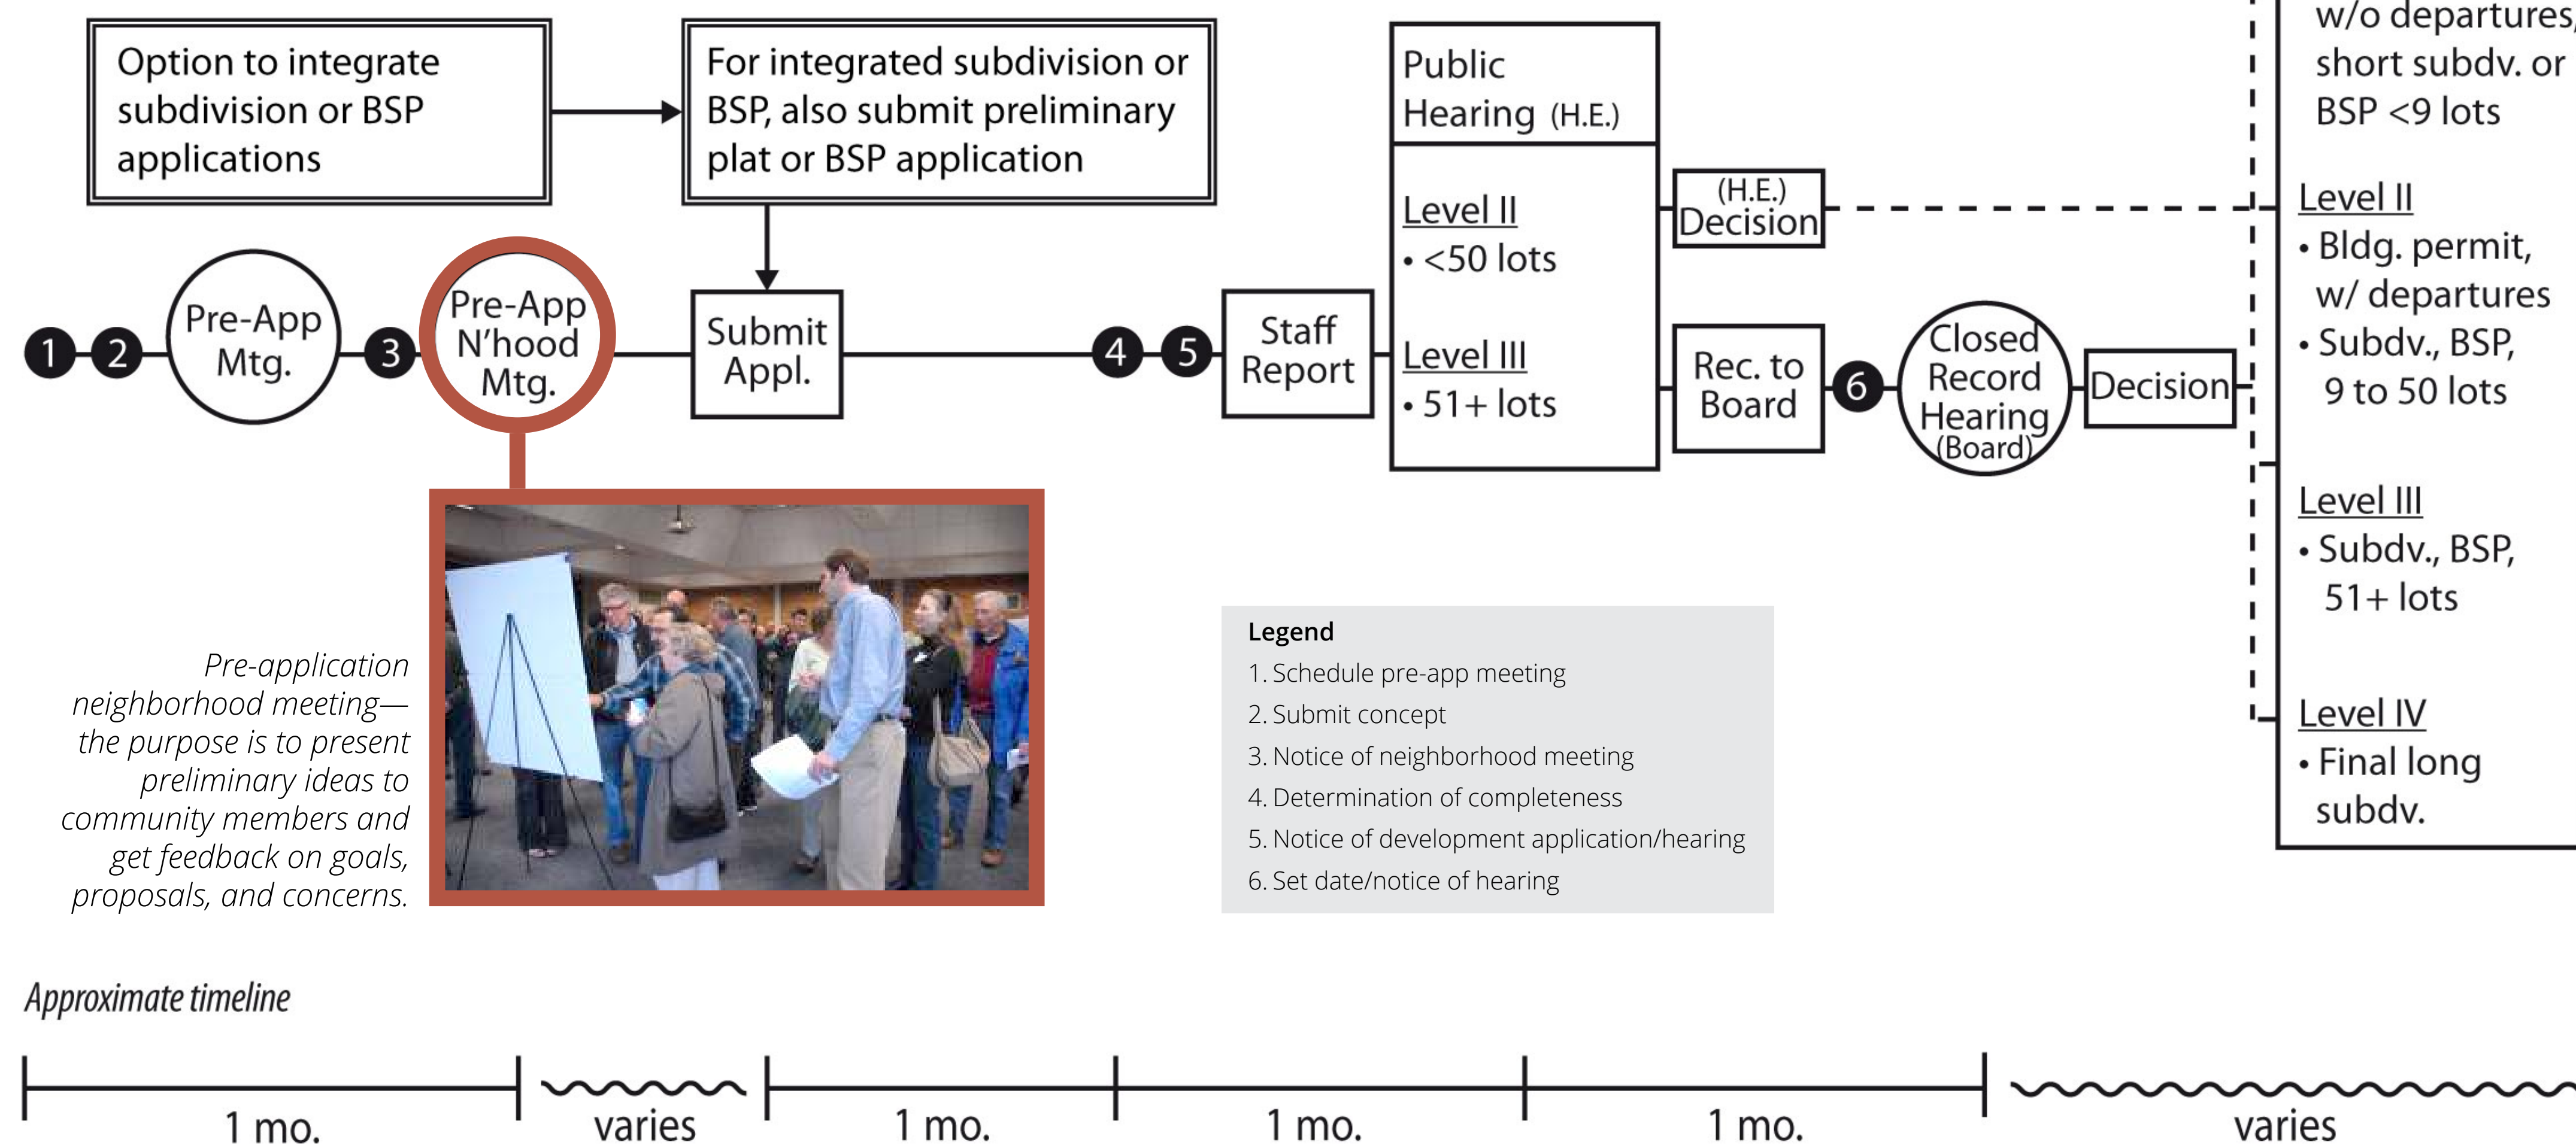 Option to integrate
subdivision or BSP
applications
For integrated subdivision or
BSP, also submit preliminary
plat or BSP application
Public
Hearing (H.E.)
Level II
• <50 lots
Level III
• 51+ lots
(H.E.)
Decision
w/o departures,
short subdv. or
BSP <9 lots
Level II
• Bldg. permit,
w/ departures
• Subdv., BSP,
9 to 50 lots
Level III
• Subdv., BSP,
51+ lots
Level IV
• Final long
subdv.
1
2
Pre-App
Mtg.
3
Pre-App
N'hood
Mtg.
Submit
Appl.
4
5
Staff
Report
Rec. to
Board
6
Closed
Record
Hearing
(Board)
Decision
Pre-application
neighborhood meeting—
the purpose is to present
preliminary ideas to
community members and
get feedback on goals,
proposals, and concerns.
Legend
1. Schedule pre-app meeting
2. Submit concept
3. Notice of neighborhood meeting
4. Determination of completeness
5. Notice of development application/hearing
6. Set date/notice of hearing
Approximate timeline
1 mo.
varies
1 mo.
1 mo.
1 mo.
varies